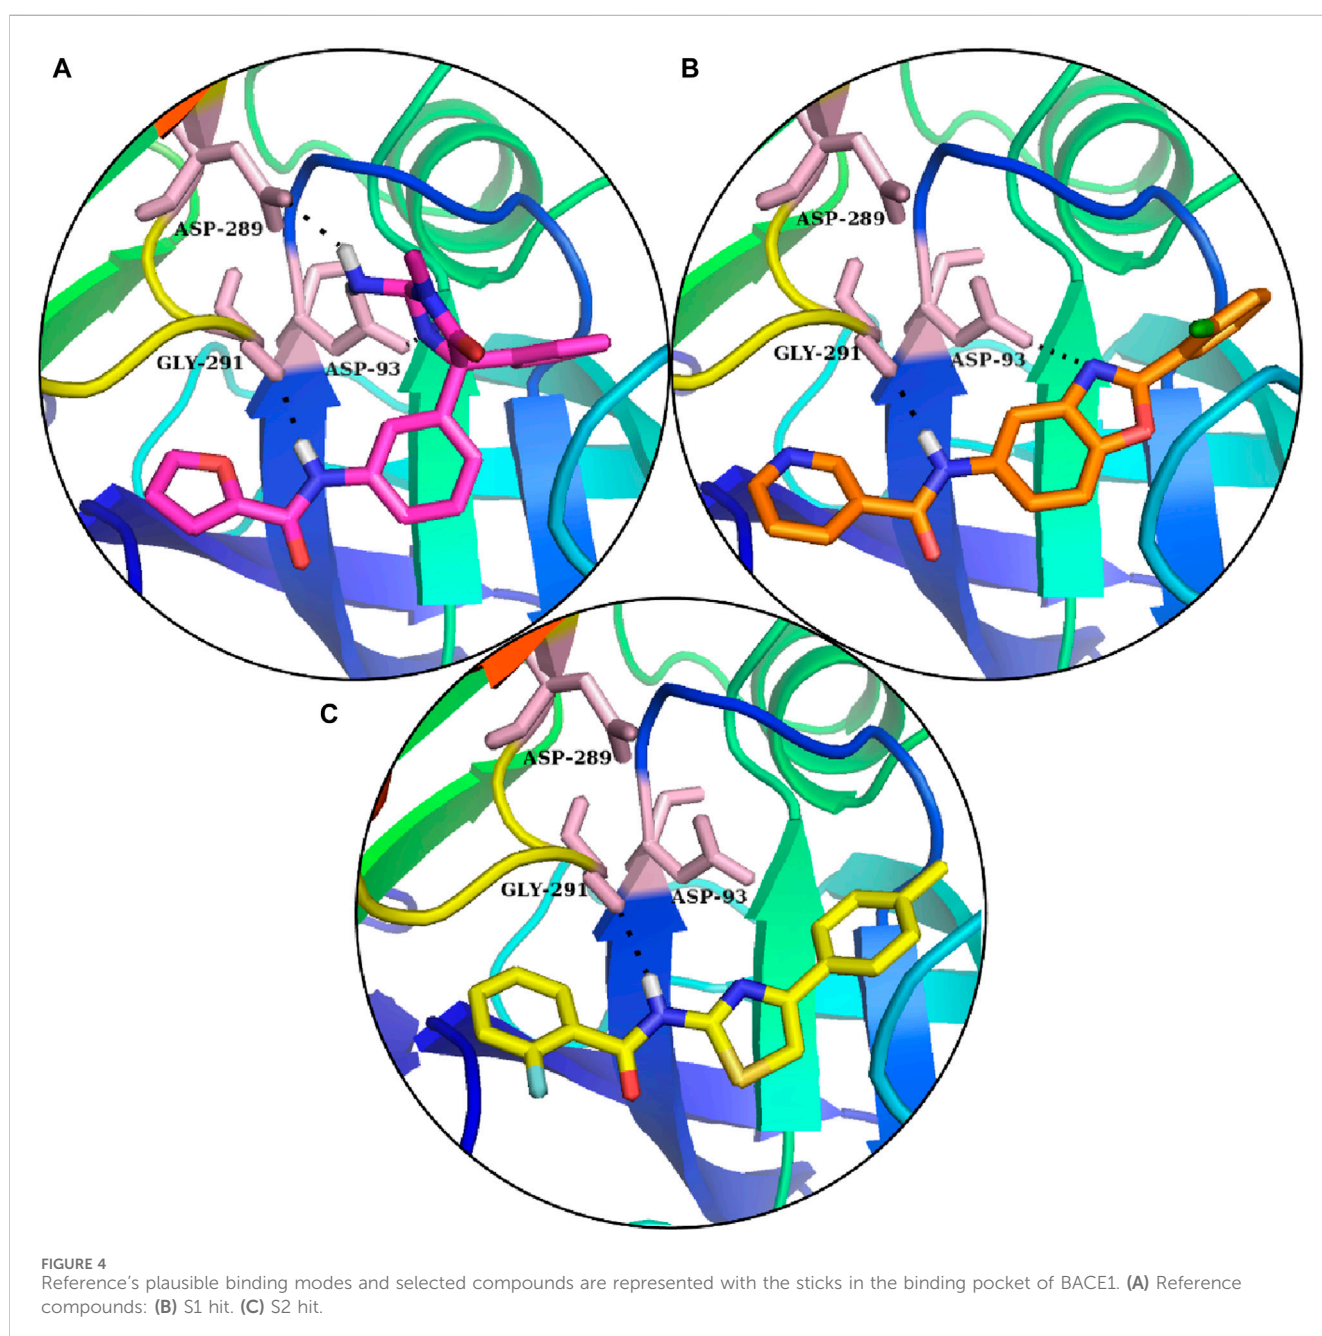 A
ASP-289
GLY-291
ASP-93
B
ASP-289
GLY-291
ASP-93
C
ASP-289
GLY-291
ASP-93
FIGURE 4
Reference's plausible binding modes and selected compounds are represented with the sticks in the binding pocket of BACE1. (A) Reference
compounds: (B) S1 hit. (C) S2 hit.